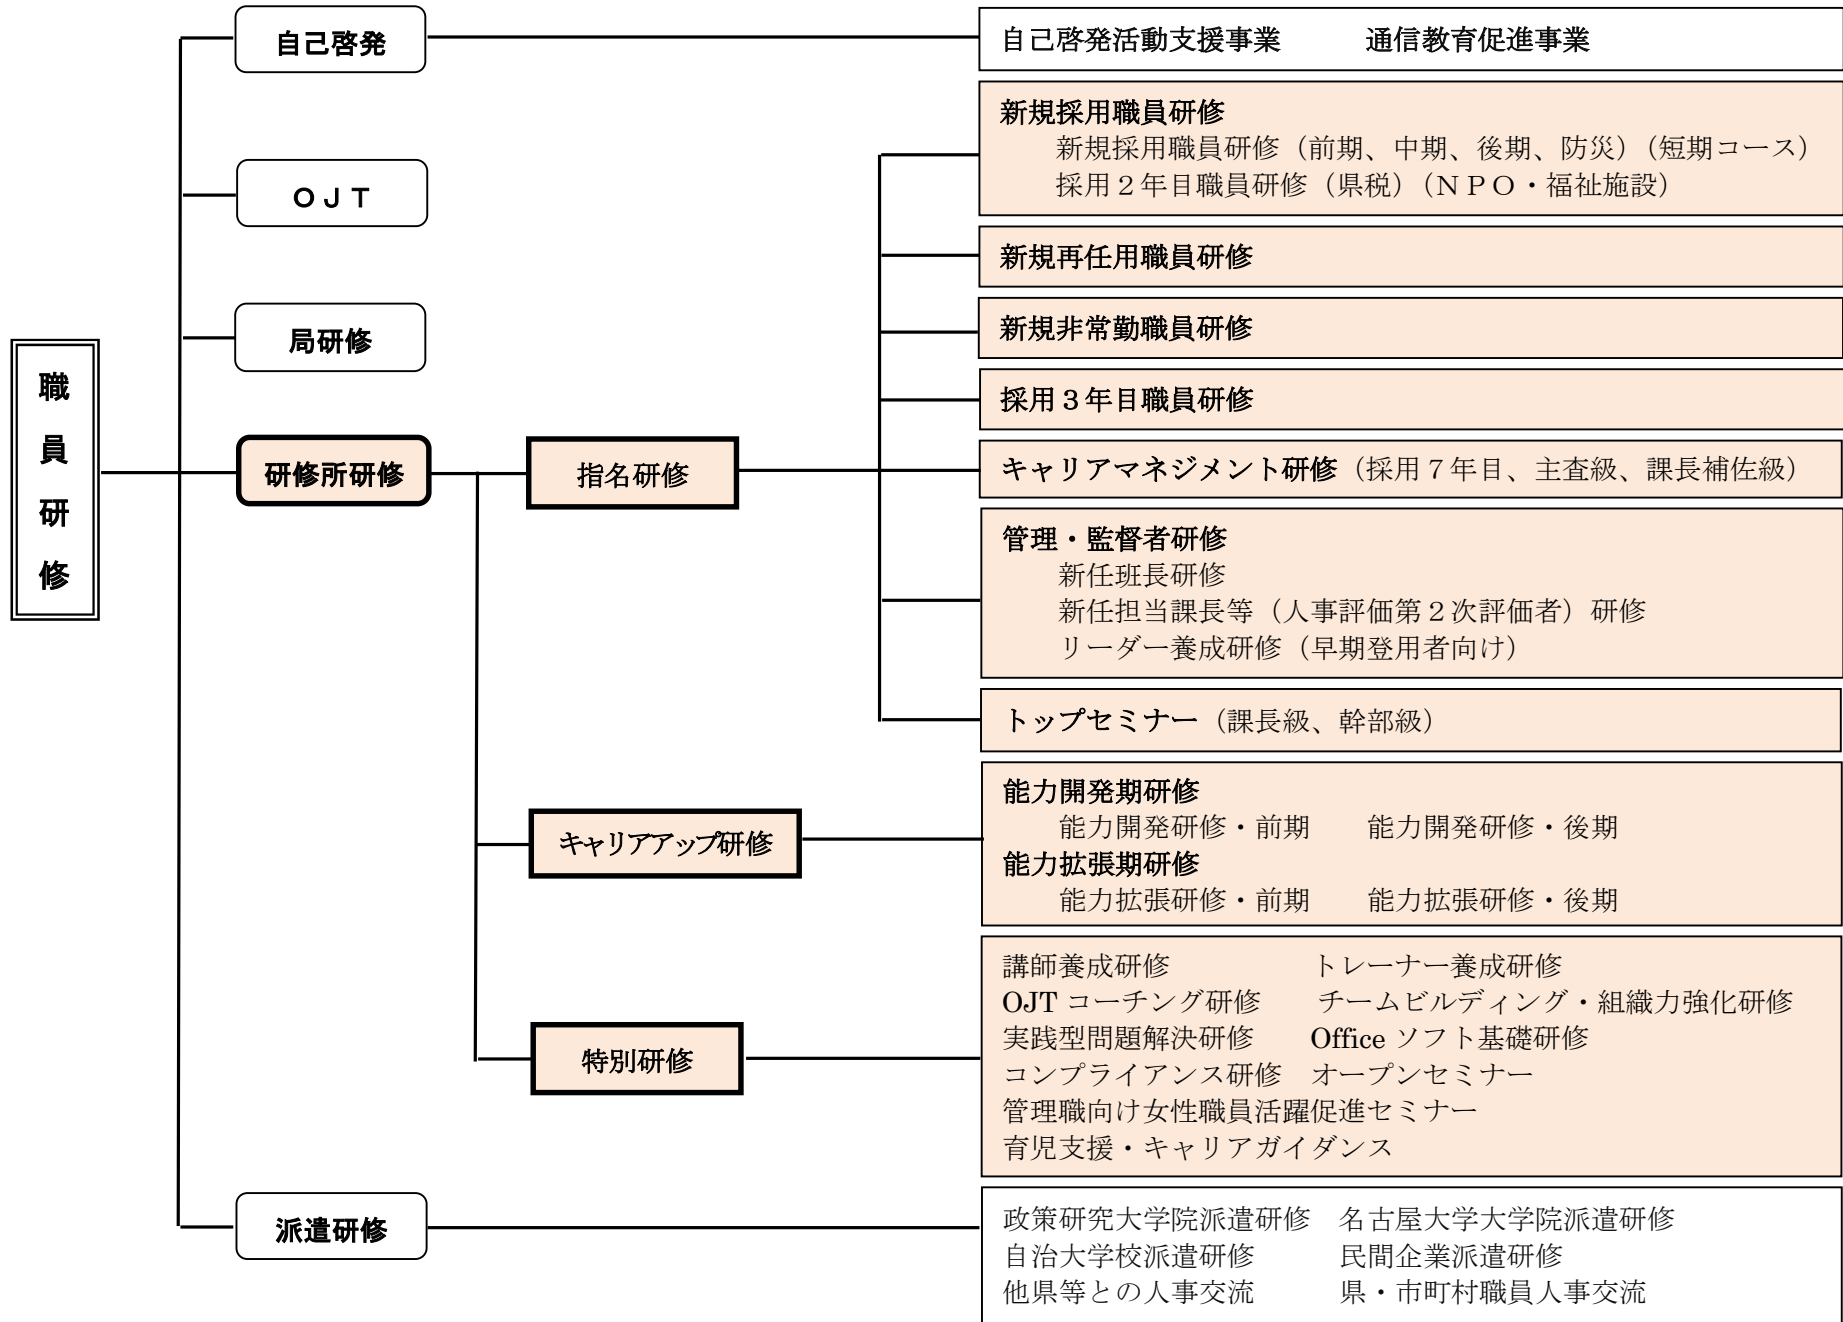 職員研修
自己啓発
自己啓発活動支援事業　　　通信教育促進事業
ＯＪＴ
局研修
研修所研修
指名研修
新規採用職員研修
新規採用職員研修（前期、中期、後期、防災）（短期コース）
採用２年目職員研修（県税）（ＮＰＯ・福祉施設）
新規再任用職員研修
新規非常勤職員研修
採用３年目職員研修
キャリアマネジメント研修（採用７年目、主査級、課長補佐級）
管理・監督者研修
新任班長研修
新任担当課長等（人事評価第２次評価者）研修
リーダー養成研修（早期登用者向け）
トップセミナー（課長級、幹部級）
キャリアアップ研修
能力開発期研修
能力開発研修・前期　　能力開発研修・後期
能力拡張期研修
能力拡張研修・前期　　能力拡張研修・後期
特別研修
講師養成研修　　　　　トレーナー養成研修
OJT コーチング研修　　チームビルディング・組織力強化研修
実践型問題解決研修　　Office ソフト基礎研修
コンプライアンス研修　オープンセミナー
管理職向け女性職員活躍促進セミナー
育児支援・キャリアガイダンス
派遣研修
政策研究大学院派遣研修　名古屋大学大学院派遣研修
自治大学校派遣研修　　　民間企業派遣研修
他県等との人事交流　　　県・市町村職員人事交流